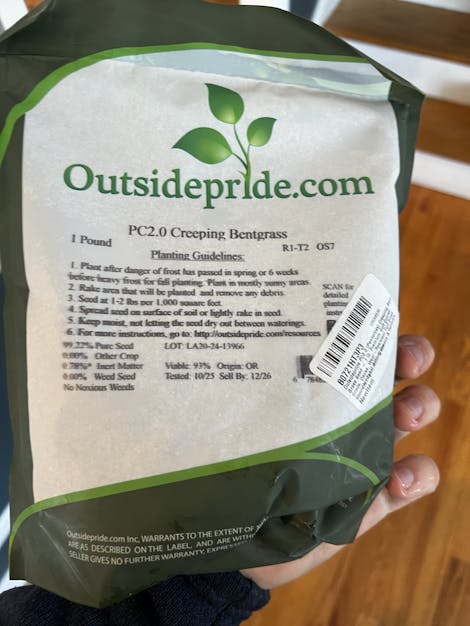 Outsidepride.com
PC2.0 Creeping Bentgrass
1 Pound
R1-T2 OS7
Planting Guidelines:
1. Plant after danger of frost has passed in spring or 6 weeks
before heavy frost for fall planting. Plant in mostly sunny areas.
2. Rake area that will be planted and remove any debris.
3. Seed at 1-2 lbs per 1,000 square feet.
4. Spread seed on surface of soil or lightly rake in seed.
5. Keep moist, not letting the seed dry out between waterings.
6. For more instructions, go to: http://outsidepride.com/resources
SCAN for
detailed
99.22% Pure Seed LOT: LA20-24-13966
0.00% Other Crop
0.78%* Inert Matter Viable: 93% Origin: OR
0.00% Weed Seed Tested: 10/25 Sell By: 12/26
No Noxious Weeds
6
B0721HT3P3
Outsidepride.com Inc, WARRANTS TO THE EXTENT OF
ARE AS DESCRIBED ON THE LABEL, AND ARE WITH
SELLER GIVES NO FURTHER WARRANTY,